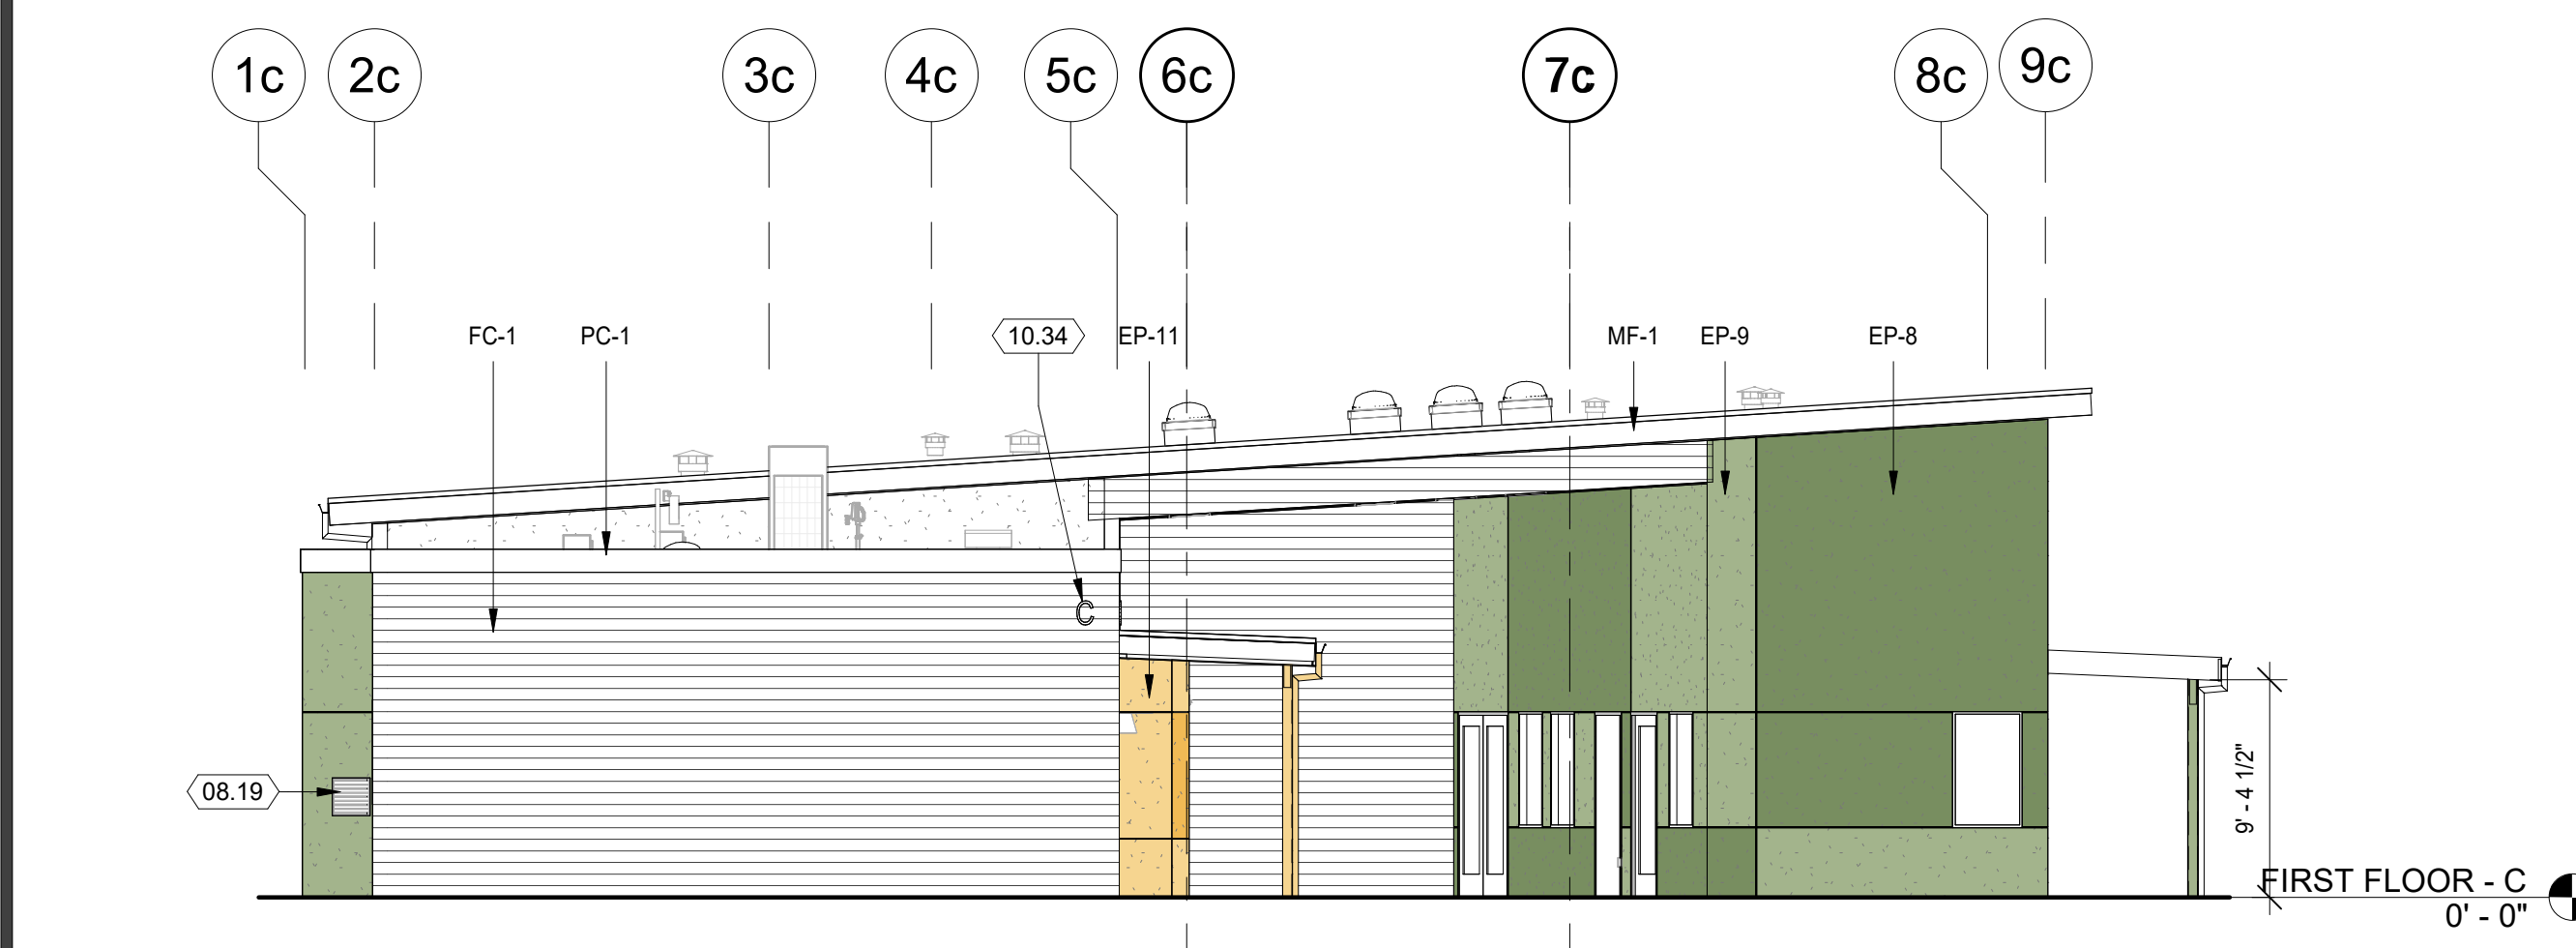 1c 2c 3c 4c 5c 6c 7c 8c 9c
FC-1 PC-1 10.34 EP-11 MF-1 EP-9 EP-8
C
08.19
9' - 4 1/2"
FIRST FLOOR - C
0' - 0"